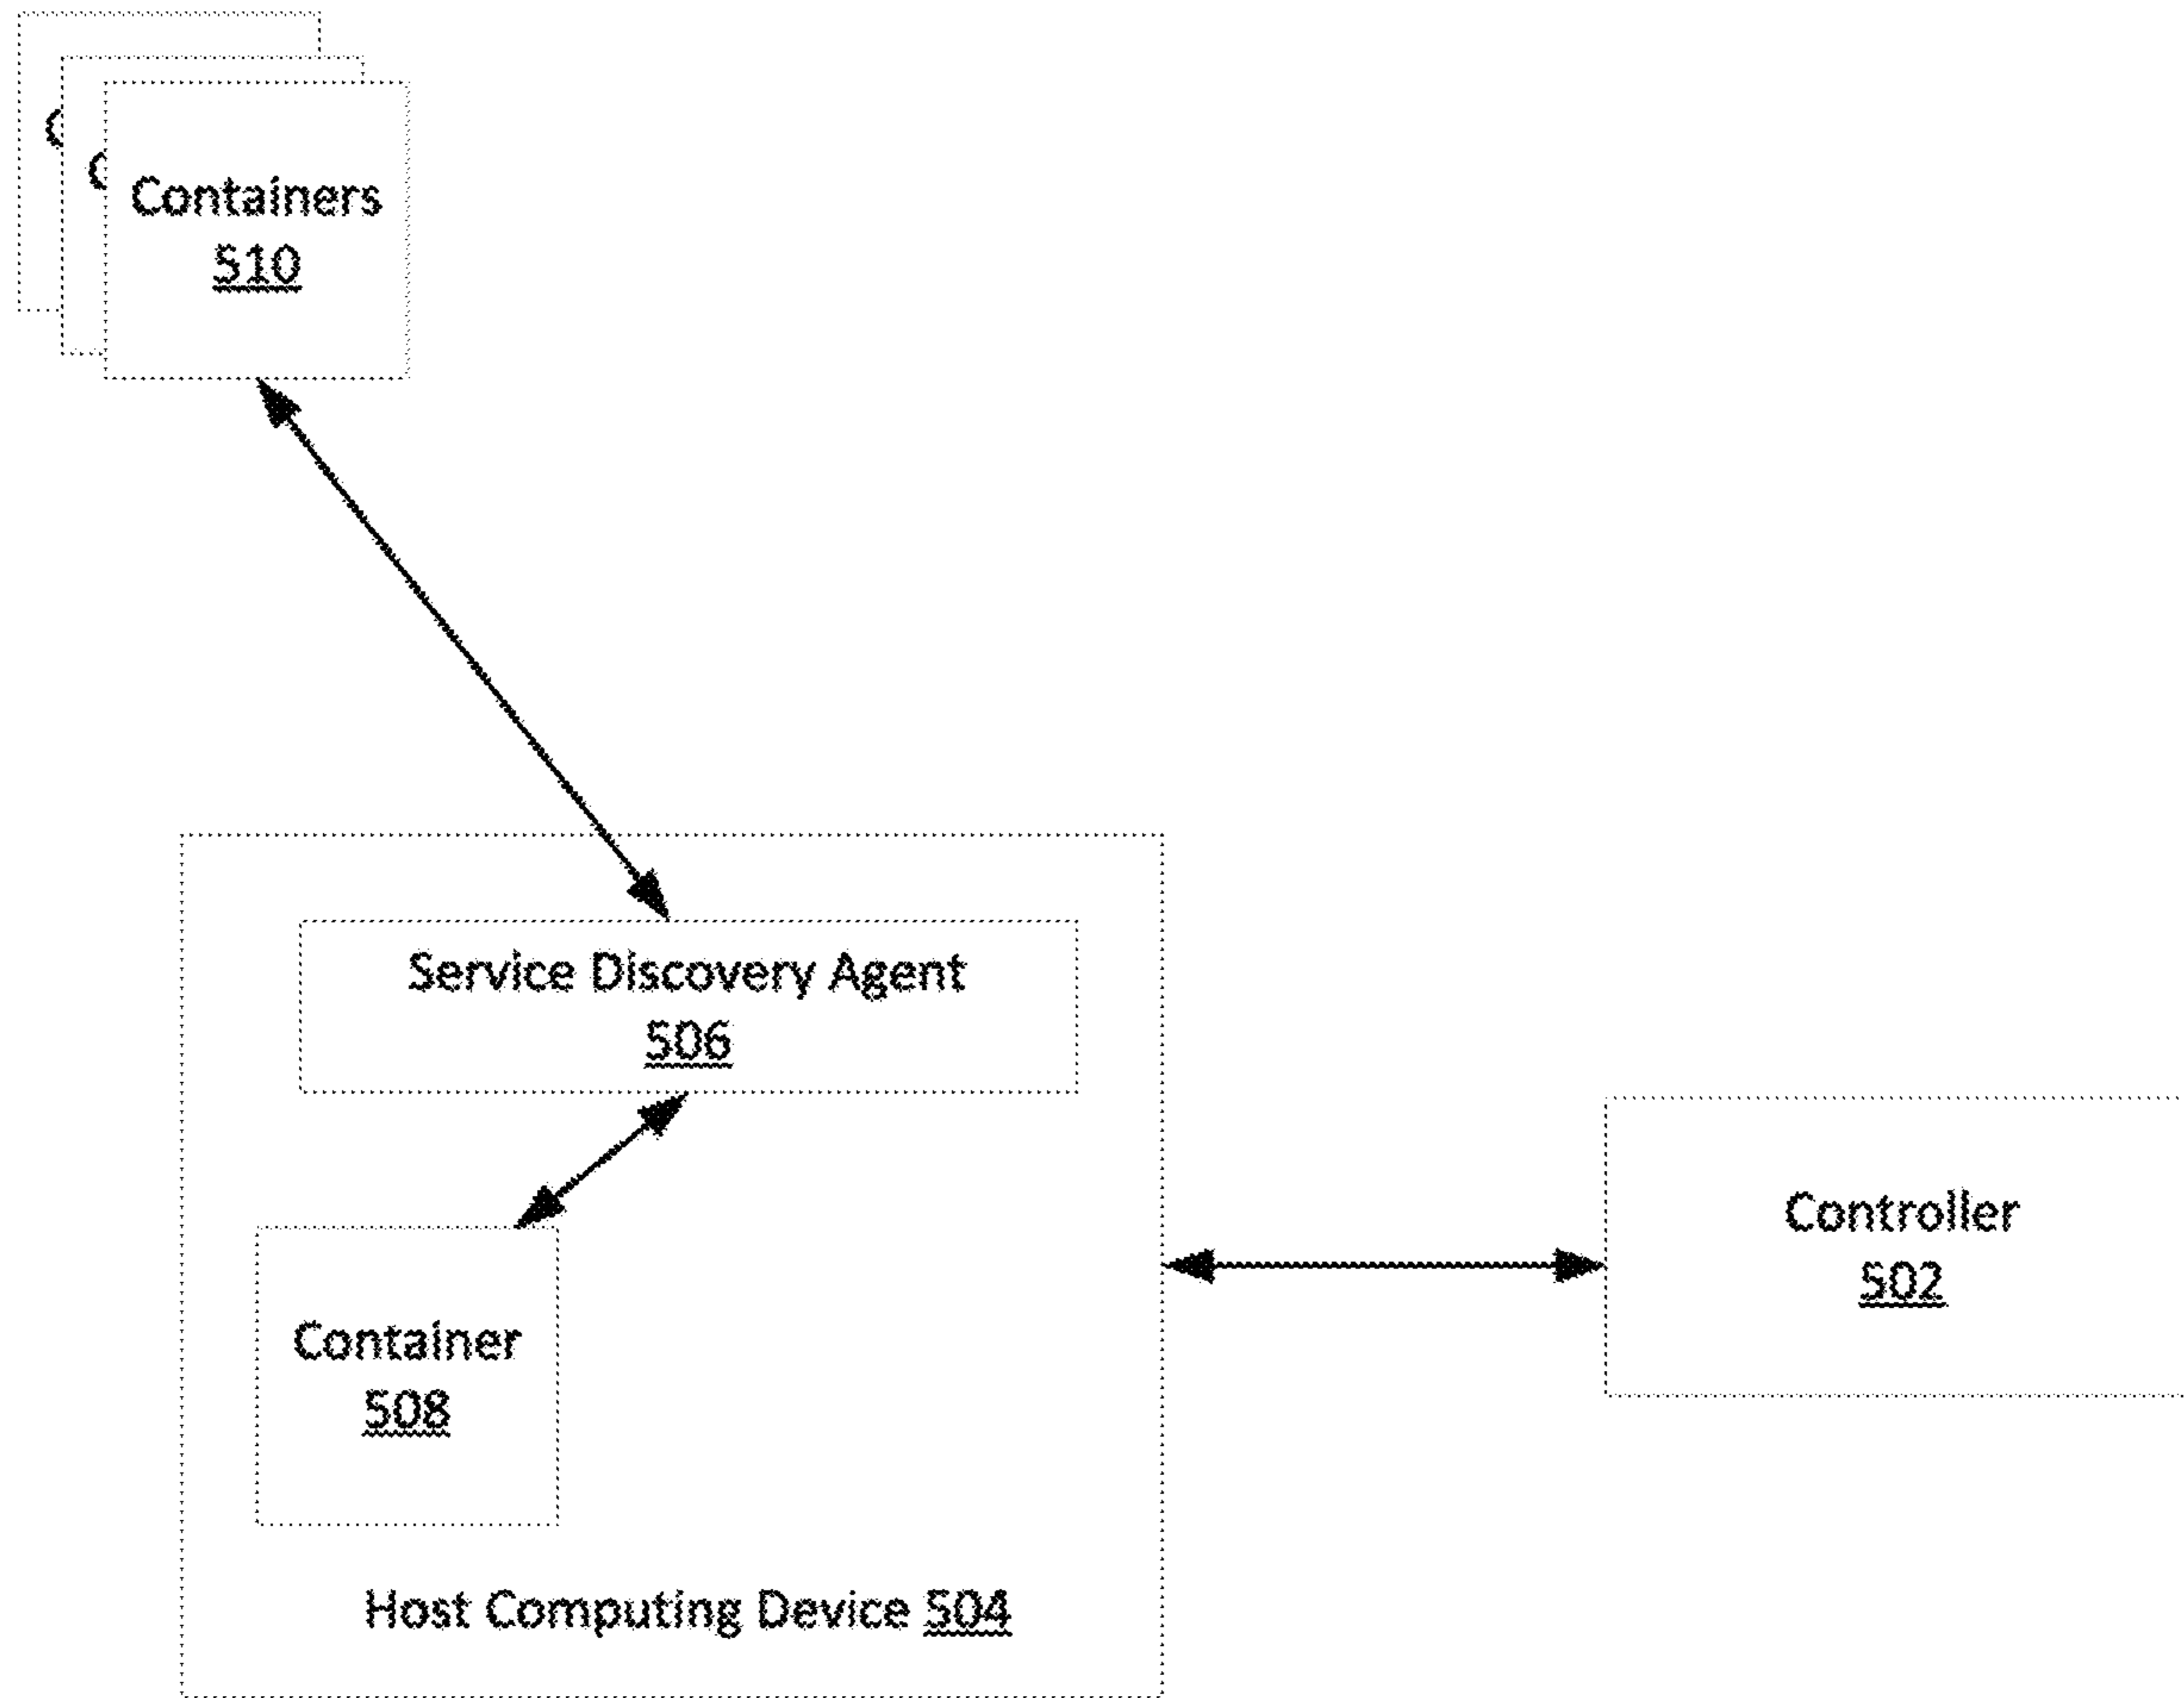 Containers
510
Service Discovery Agent
506
Controller
502
Container
508
Host Computing Device 504